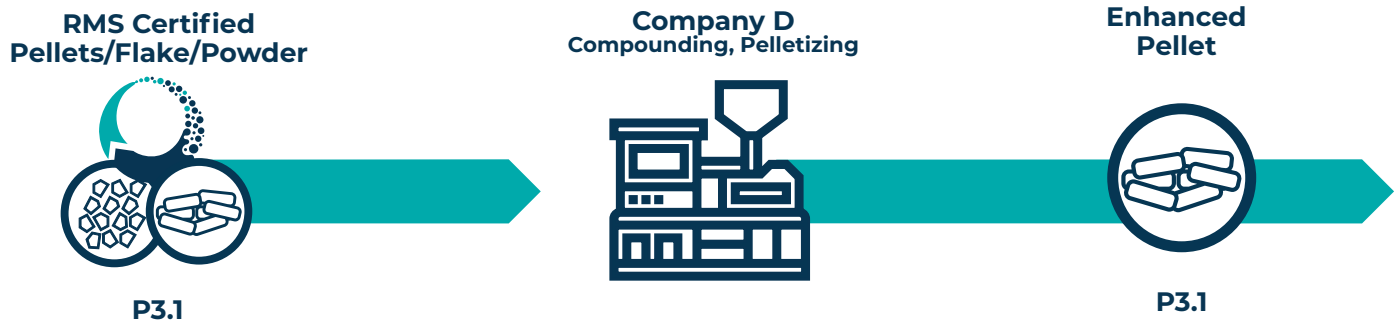 RMS Certified
Pellets/Flake/Powder
P3.1
Company D
Compounding, Pelletizing
Enhanced
Pellet
P3.1